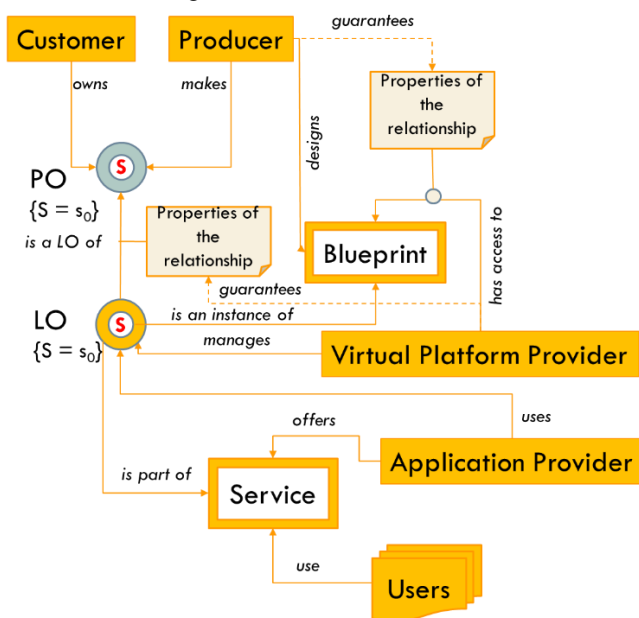 guarantees
Customer
Producer
owns
makes
Properties of
the
relationship
designs
S
PO
{S = s₀}
is a LO of
Properties of
the
relationship
Blueprint
has access to
guarantees
LO
S
is an instance of
{S = s₀}
manages
Virtual Platform Provider
offers
uses
Application Provider
is part of
Service
use
Users